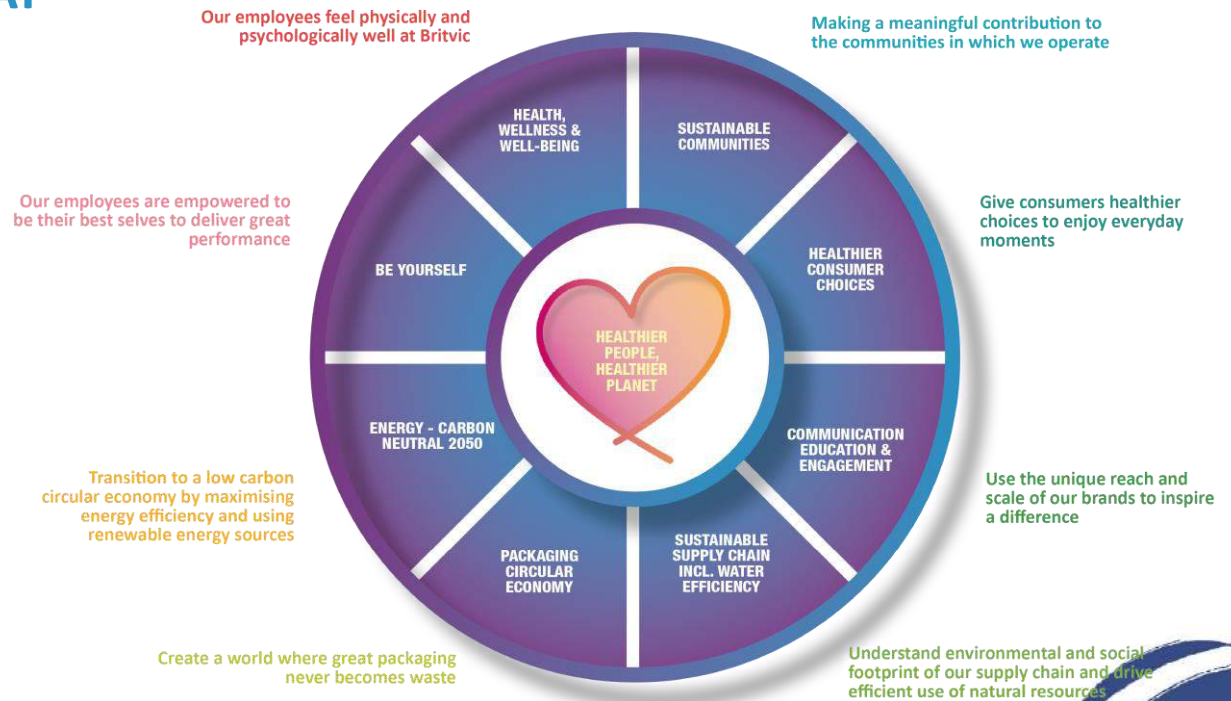 Our employees feel physically and
psychologically well at Britvic
Making a meaningful contribution to
the communities in which we operate
HEALTH,
WELLNESS &
WELL-BEING
SUSTAINABLE
COMMUNITIES
Our employees are empowered to
be their best selves to deliver great
performance
Give consumers healthier
choices to enjoy everyday
moments
BE YOURSELF
HEALTHIER
CONSUMER
CHOICES
HEALTHIER
PEOPLE,
HEALTHIER
PLANET
ENERGY - CARBON
NEUTRAL 2050
COMMUNICATION
EDUCATION &
ENGAGEMENT
Transition to a low carbon
circular economy by maximising
energy efficiency and using
renewable energy sources
Use the unique reach and
scale of our brands to inspire
a difference
PACKAGING
CIRCULAR
ECONOMY
SUSTAINABLE
SUPPLY CHAIN
INCL. WATER
EFFICIENCY
Create a world where great packaging
never becomes waste
Understand environmental and social
footprint of our supply chain and drive
efficient use of natural resources